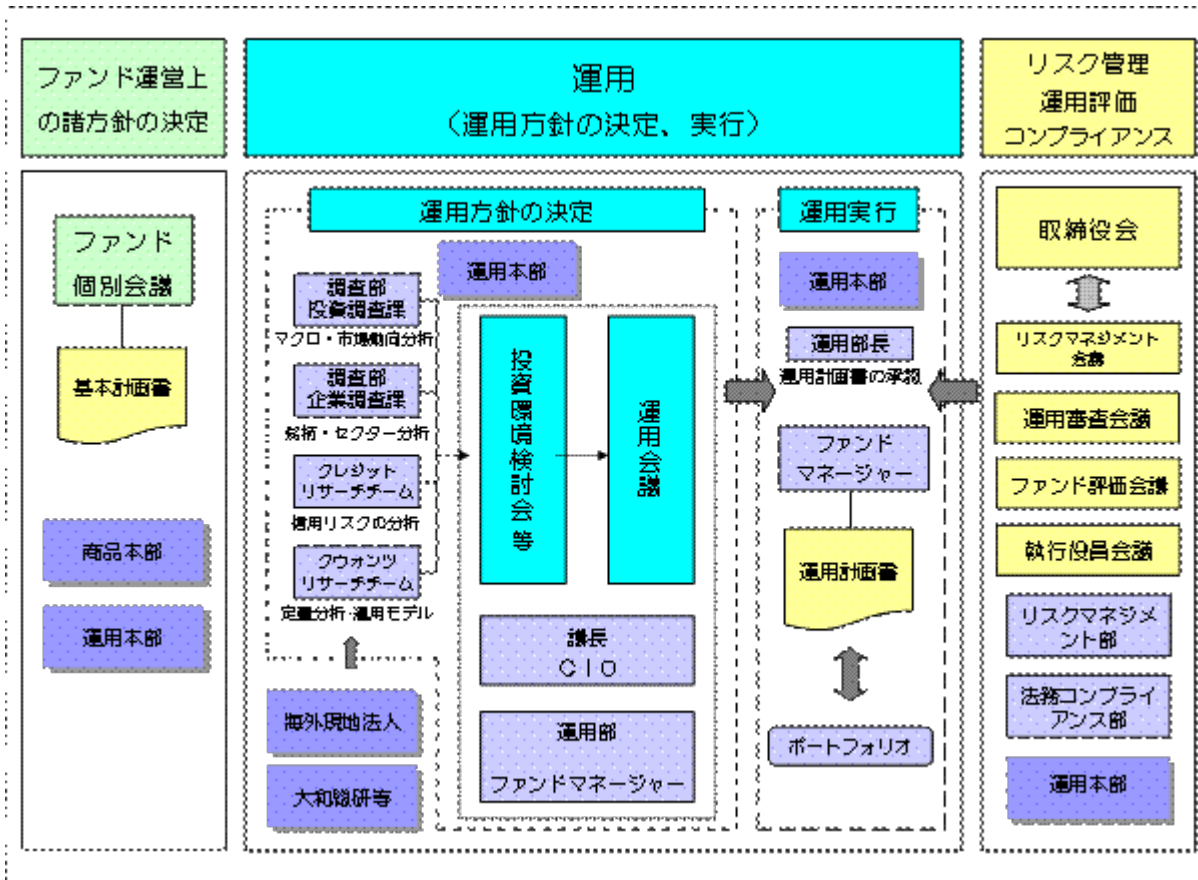 ファンド運営上
の諸方針の決定
運用
（運用方針の決定、実行）
リスク管理
運用評価
コンプライアンス
ファンド
個別会議
基本計画書
商品本部
運用本部
運用方針の決定
運用本部
調査部
投資調査課
マクロ・市場動向分析
調査部
企業調査課
銘柄・セクター分析
クレジット
リサーチチーム
信用リスクの分析
クウォンツ
リサーチチーム
定量分析・運用モデル
海外現地法人
大和総研等
投資環境検討会等
運用会議
議長
ＣＩＯ
運用部
ファンドマネージャー
運用実行
運用本部
運用部長
運用計画書の承認
ファンド
マネージャー
運用計画書
ポートフォリオ
取締役会
リスクマネジメント
会議
運用審査会議
ファンド評価会議
執行役員会議
リスクマネジメ
ント部
法務コンプライ
アンス部
運用本部